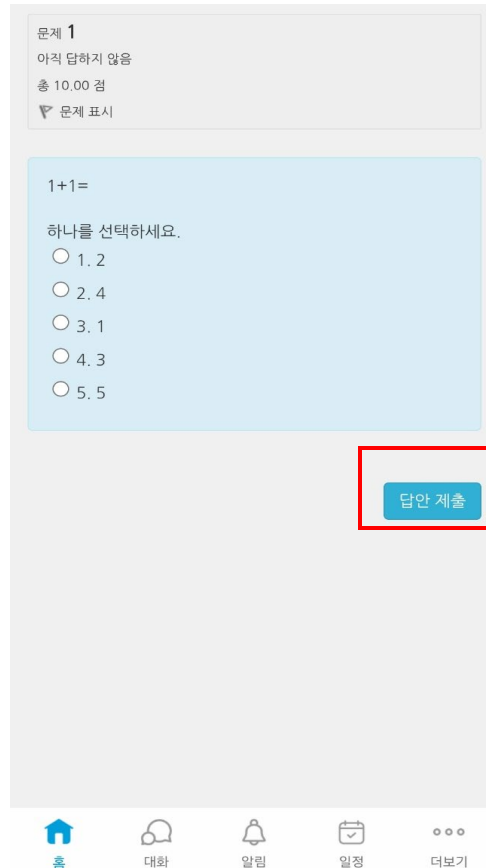 문제 1
아직 답하지 않음
총 10.00 점
문제 표시
1+1=
하나를 선택하세요.
1. 2
2. 4
3. 1
4. 3
5. 5
답안 제출
홈 대화 알림 일정 더보기